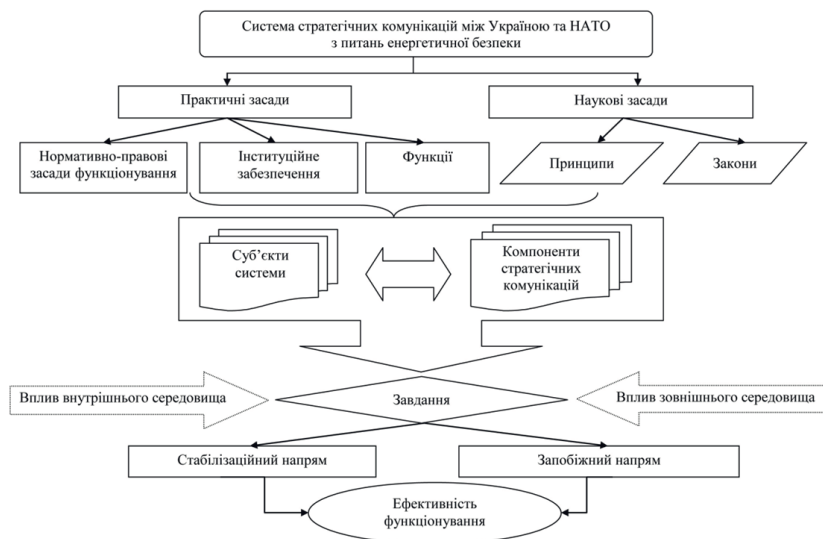 Система стратегічних комунікацій між Україною та НАТО
з питань енергетичної безпеки
Практичні засади
Наукові засади
Нормативно-правові
засади функціонування
Інституційне
забезпечення
Функції
Принципи
Закони
Суб’єкти
системи
Компоненти
стратегічних
комунікацій
Вплив внутрішнього середовища
Завдання
Вплив зовнішнього середовища
Стабілізаційний напрям
Запобіжний напрям
Ефективність
функціонування